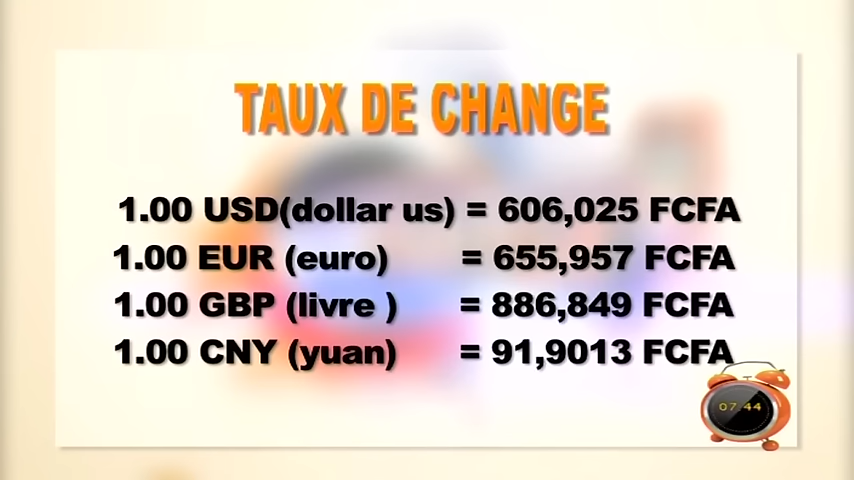 TAUX DE CHANGE
1.00 USD(dollar us) = 606,025 FCFA
1.00 EUR (euro) = 655,957 FCFA
1.00 GBP (livre ) = 886,849 FCFA
1.00 CNY (yuan) = 91,9013 FCFA
07:44